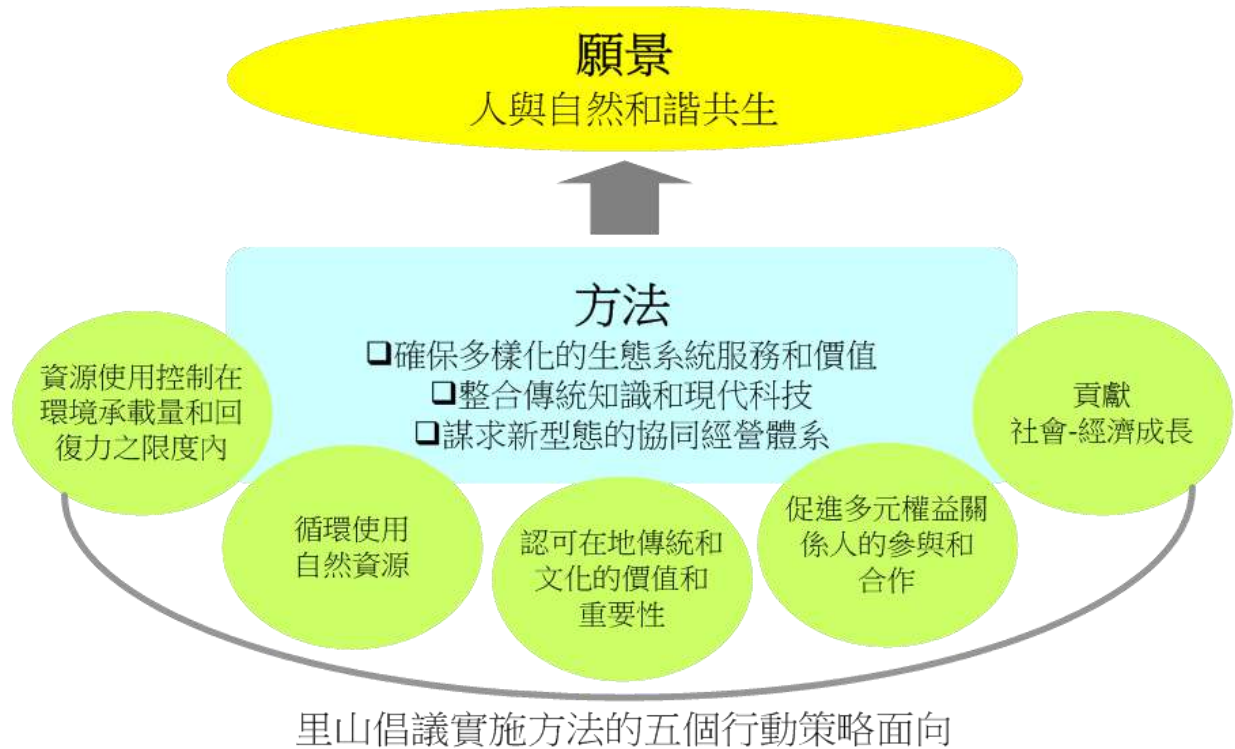 願景
人與自然和諧共生
方法
❑確保多樣化的生態系統服務和價值
❑整合傳統知識和現代科技
❑謀求新型態的協同經營體系
資源使用控制在
環境承載量和回
復力之限度內
循環使用
自然資源
認可在地傳統和
文化的價值和
重要性
促進多元權益關
係人的參與和
合作
貢獻
社會-經濟成長
里山倡議實施方法的五個行動策略面向